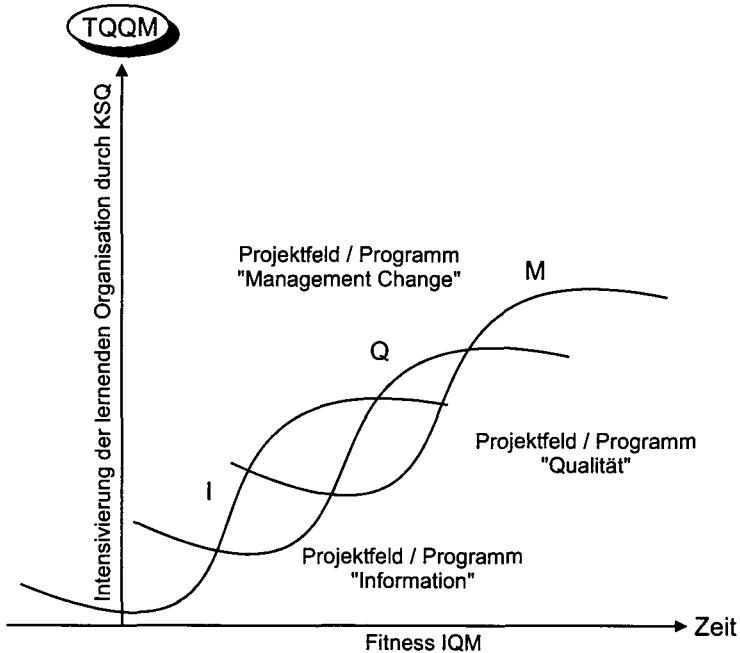 TQQM
Intensivierung der lernenden Organisation durch KSQ
Projektfeld / Programm
"Management Change"
M
Q
Projektfeld / Programm
"Qualität"
I
Projektfeld / Programm
"Information"
Zeit
Fitness IQM